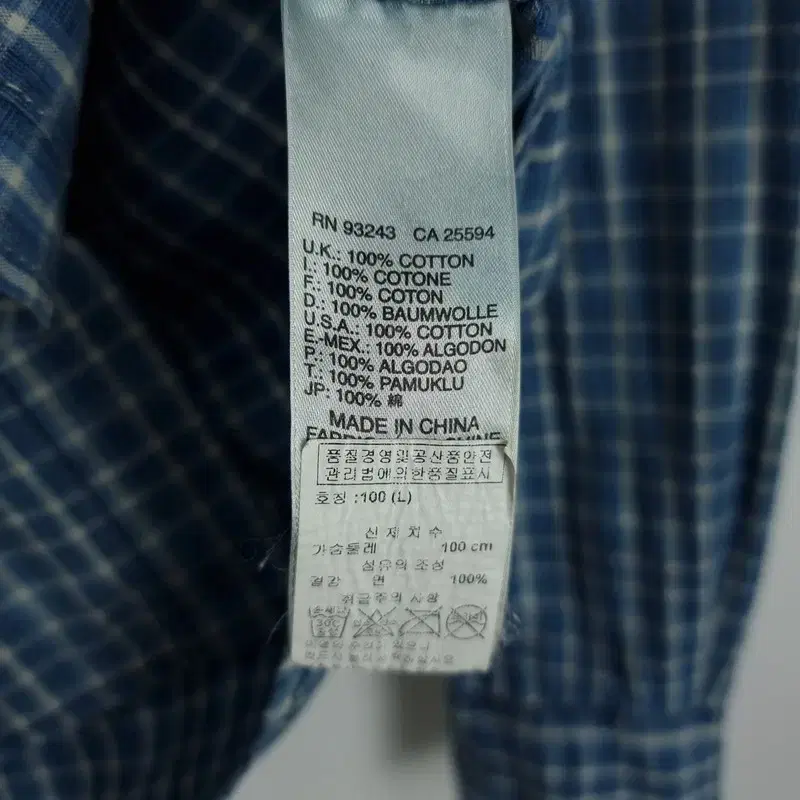 RN 93243 CA 25594
U.K.: 100% COTTON
I.: 100% COTONE
F.: 100% COTON
D.: 100% BAUMWOLLE
U.S.A.: 100% COTTON
E-MEX.: 100% ALGODON
P.: 100% ALGODAO
T.: 100% PAMUKLU
JP: 100% 綿
MADE IN CHINA
품질경영및공산품안전
관리법에의한품질표시
호칭 :100 (L)
신체치수
가슴둘레 100 cm
섬유의 조성
겉감 면 100%
취급주의 사항
30℃